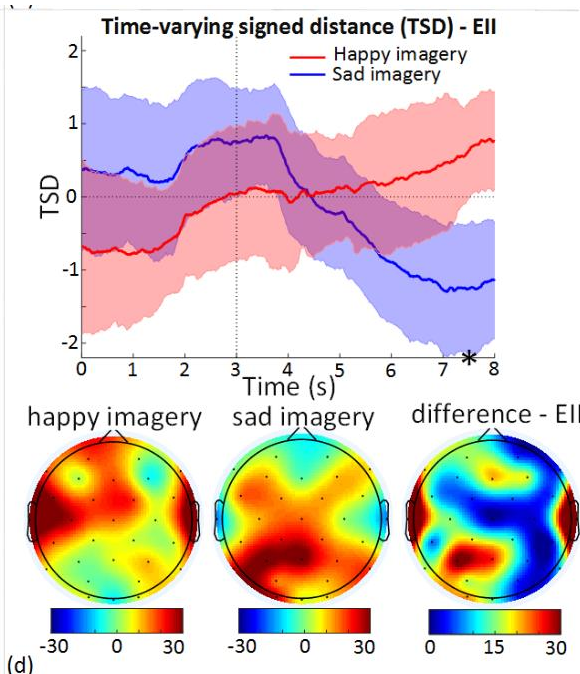 Time-varying signed distance (TSD) - EII
Happy imagery
Sad imagery
TSD
2
1
0
-1
-2
0 1 2 3 4 5 6 7 8
*
Time (s)
happy imagery sad imagery difference - EII
-30 0 30 -30 0 30 0 15 30
(d)